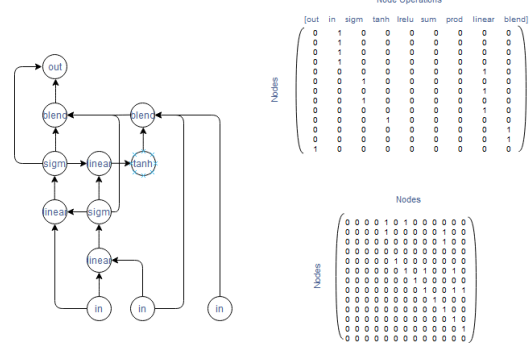 Node Operations
[out in sigm tanh lrelu sum prod linear blend]
Nodes
0 1 0 0 0 0 0 0 0
0 1 0 0 0 0 0 0 0
0 1 0 0 0 0 0 0 0
0 1 0 0 0 0 0 0 0
0 0 0 0 0 0 0 1 0
0 0 1 0 0 0 0 0 0
0 0 0 0 0 0 0 1 0
0 0 1 0 0 0 0 0 0
0 0 0 0 0 0 0 1 0
0 0 0 1 0 0 0 0 0
0 0 0 0 0 0 0 0 1
0 0 0 0 0 0 0 0 1
1 0 0 0 0 0 0 0 0
out
blend blend
sigm linear tanh
linear sigm
linear
in in in
Nodes
Nodes
0 0 0 0 1 0 1 0 0 0 0 0 0
0 0 0 0 1 0 0 0 0 0 1 0 0
0 0 0 0 0 0 0 0 0 0 1 0 0
0 0 0 0 0 0 0 0 0 0 0 0 0
0 0 0 0 0 1 0 0 0 0 0 0 0
0 0 0 0 0 0 1 0 1 0 0 1 0
0 0 0 0 0 0 0 1 0 0 0 0 0
0 0 0 0 0 0 0 0 1 0 0 1 1
0 0 0 0 0 0 0 0 0 1 0 0 0
0 0 0 0 0 0 0 0 0 0 1 0 0
0 0 0 0 0 0 0 0 0 0 0 1 0
0 0 0 0 0 0 0 0 0 0 0 0 1
0 0 0 0 0 0 0 0 0 0 0 0 0